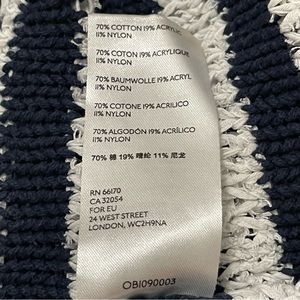 70% COTTON 19% ACRYLIC
11% NYLON
70% COTON 19% ACRYLIQUE
11% NYLON
70% BAUMWOLLE 19% ACRYL
11% NYLON
70% COTONE 19% ACRILICO
11% NYLON
70% ALGODÓN 19% ACRÍLICO
11% NYLON
70% 棉 19% 晴纶 11% 尼龙
RN 66170
CA 32054
FOR EU
24 WEST STREET
LONDON, WC2H9NA
OB1090003